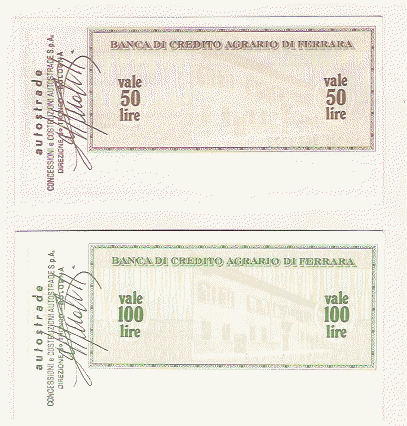 autostrade
CONCESSIONI e COSTRUZIONI AUTOSTRADE S.p.A.
BANCA DI CREDITO AGRARIO DI FERRARA
vale
50
lire
vale
50
lire
autostrade
CONCESSIONI e COSTRUZIONI AUTOSTRADE S.p.A.
BANCA DI CREDITO AGRARIO DI FERRARA
vale
100
lire
vale
100
lire